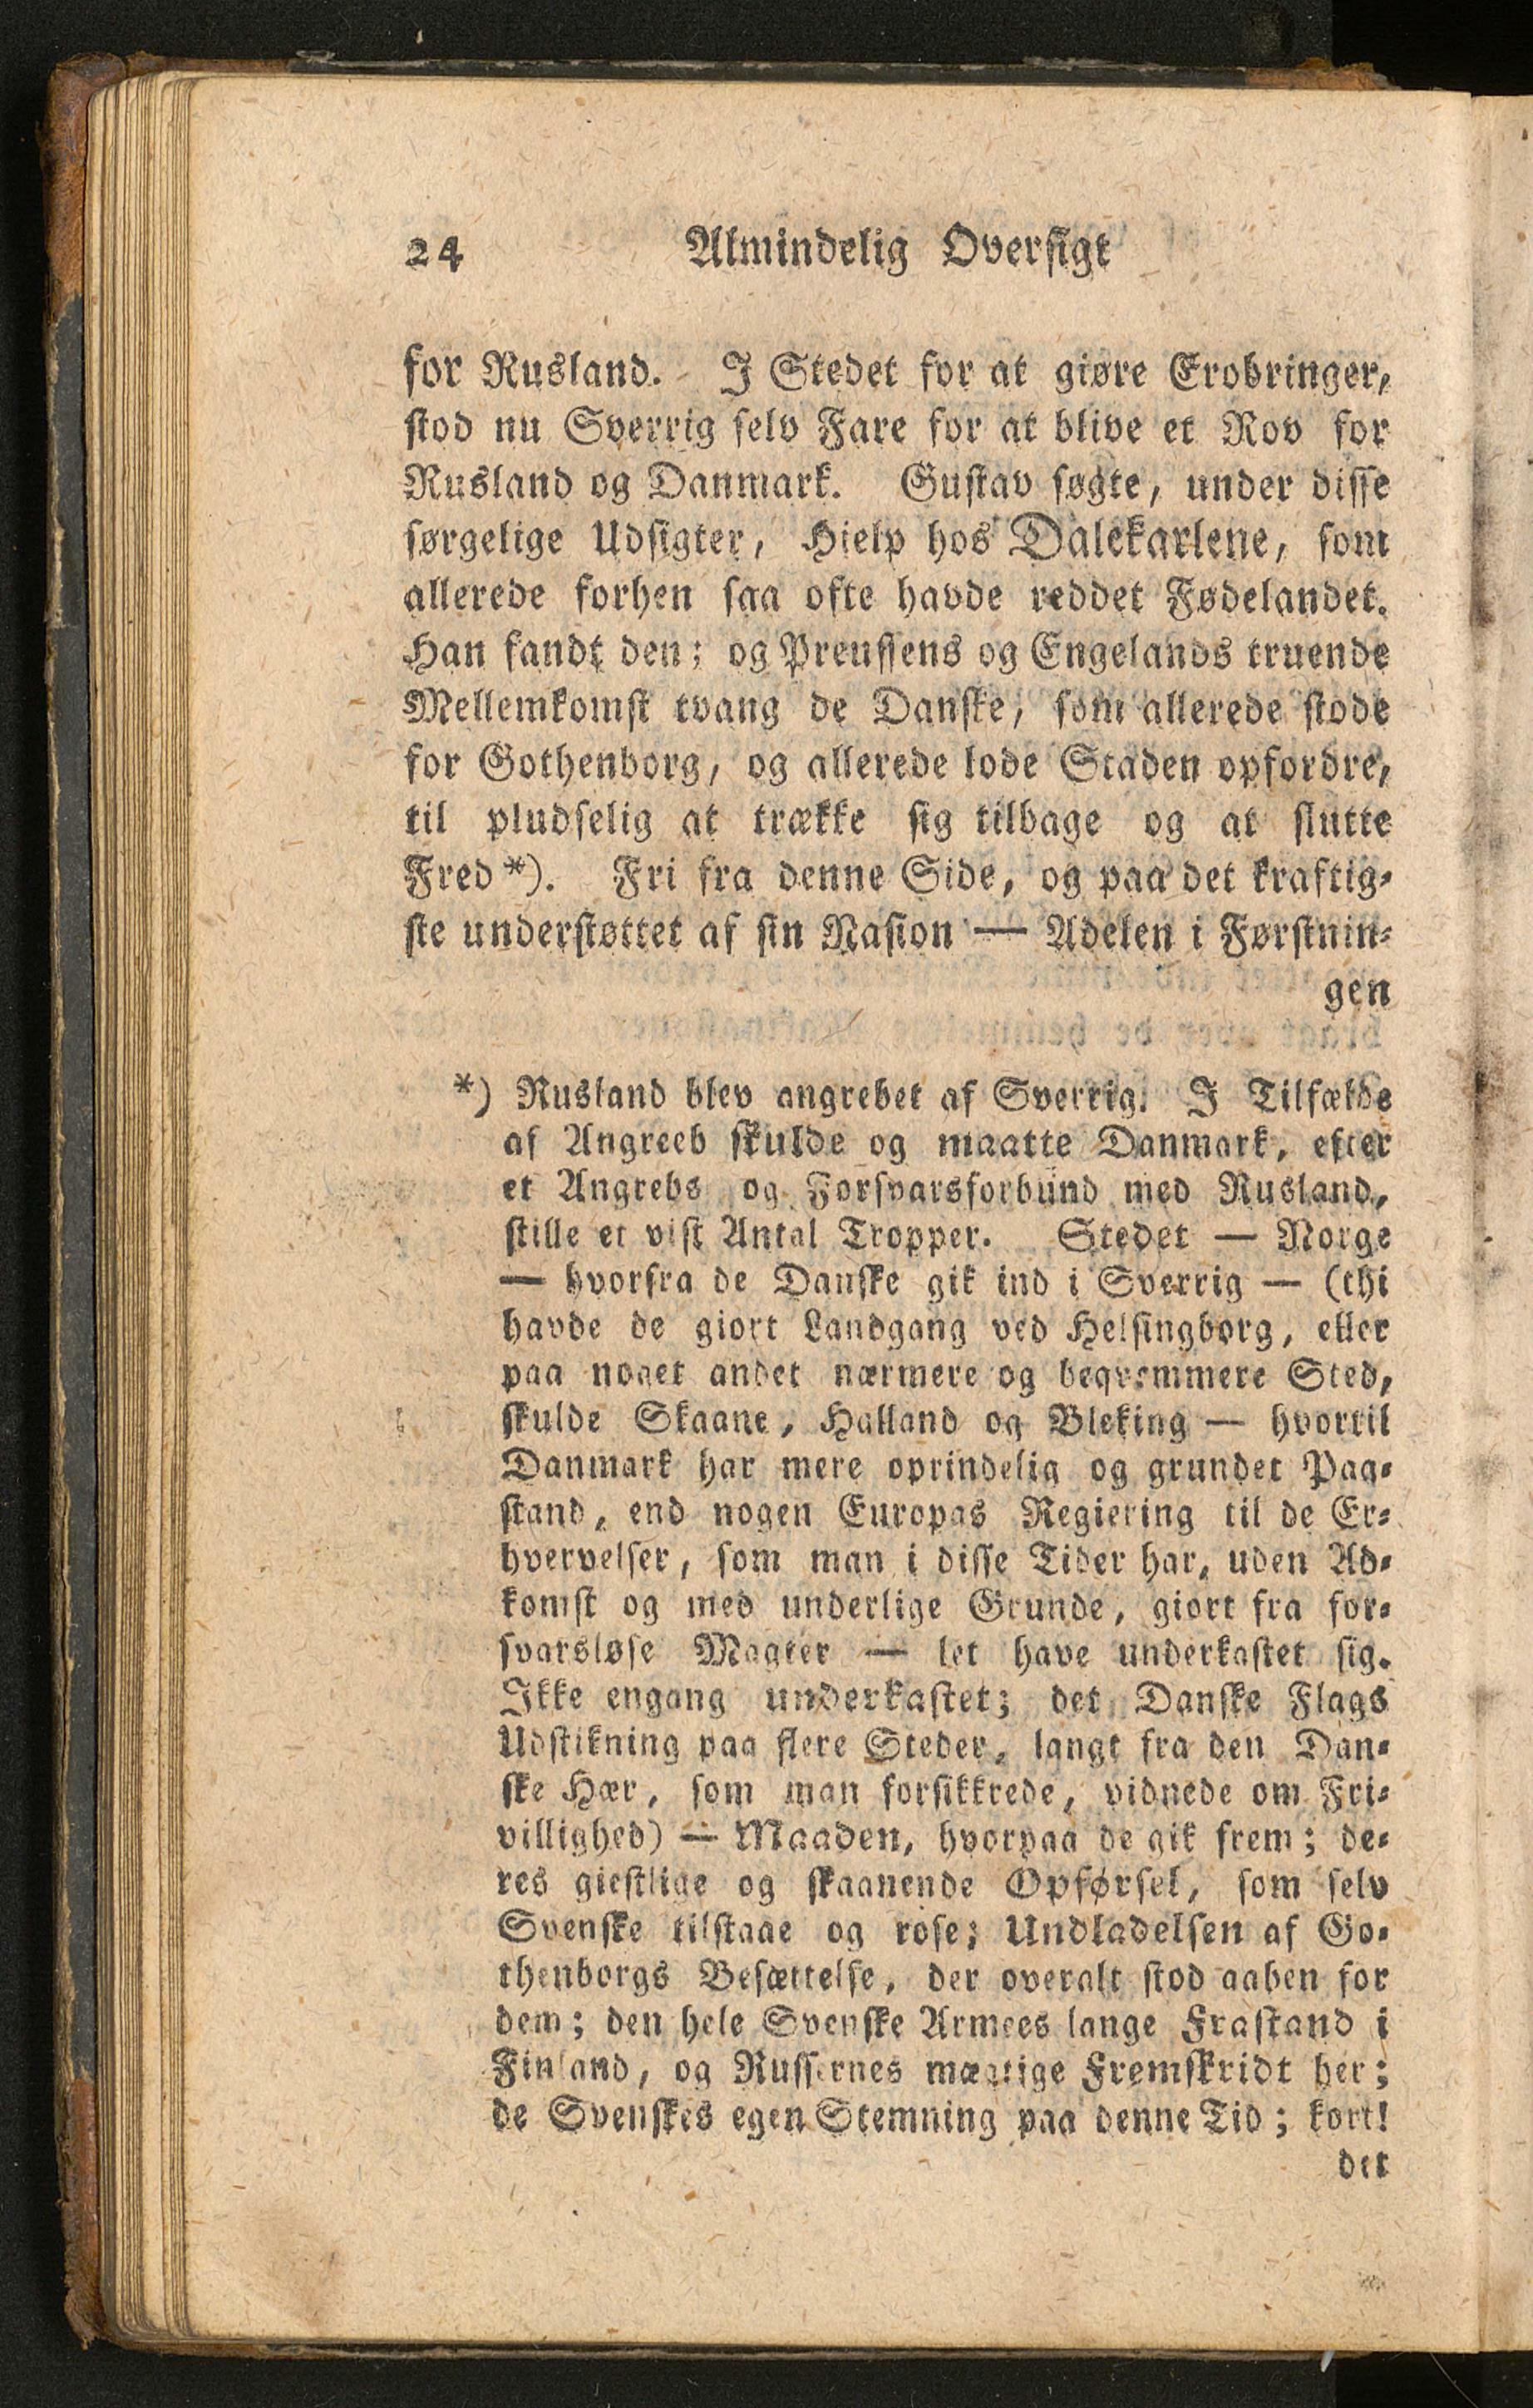 24 Almindelig Oversigt
for Rusland. I Stedet for at giøre Erobringer,
stod nu Sverrig selv Fare for at blive et Rov for
Rusland og Danmark. Gustav søgte, under disse
sørgelige Udsigter, Hielp hos Dalekarlene, som
allerede forhen saa ofte havde reddet Fødelandet.
Han fandt den; og Preussens og Engelands truende
Mellemkomst tvang de Danske, som allerede stode
for Gothenborg, og allerede lode Staden opfordre,
til pludselig at trække sig tilbage og at slutte
Fred*). Fri fra denne Side, og paa det kraftig-
ste understøttet af sin Nasion — Adelen i Førstnin-
gen
*) Rusland blev angrebet af Sverrig. I Tilfælde
af Angreeb skulde og maatte Danmark, efter
et Angrebs og Forsvarsforbund med Rusland,
stille et vist Antal Tropper. Stedet — Norge
— hvorfra de Danske gik ind i Sverrig — (thi
havde de giort Landgang ved Helsingborg, eller
paa noget andet nærmere og beqvemmere Sted,
skulde Skaane, Halland og Bleking — hvortil
Danmark har mere oprindelig og grundet Paa-
stand, end nogen Europas Regiering til de Er-
hvervelser, som man i disse Tider har, uden Ad-
komst og med underlige Grunde, giort fra for-
svarsløse Magter — let have underkastet sig.
Ikke engang underkastet; det Danske Flags
Udstikning paa flere Steder, langt fra den Dan-
ske Hær, som man forsikkrede, vidnede om Fri-
villighed) — Maaden, hvorpaa de gik frem; de-
res giestlige og skaanende Opførsel, som selv
Svenske tilstaae og rose; Undladelsen af Go-
thenborgs Besættelse, der overalt stod aaben for
dem; den hele Svenske Armees lange Frastand i
Finland, og Russernes mægtige Fremskridt her;
de Svenskes egen Stemning paa denne Tid; kort!
det